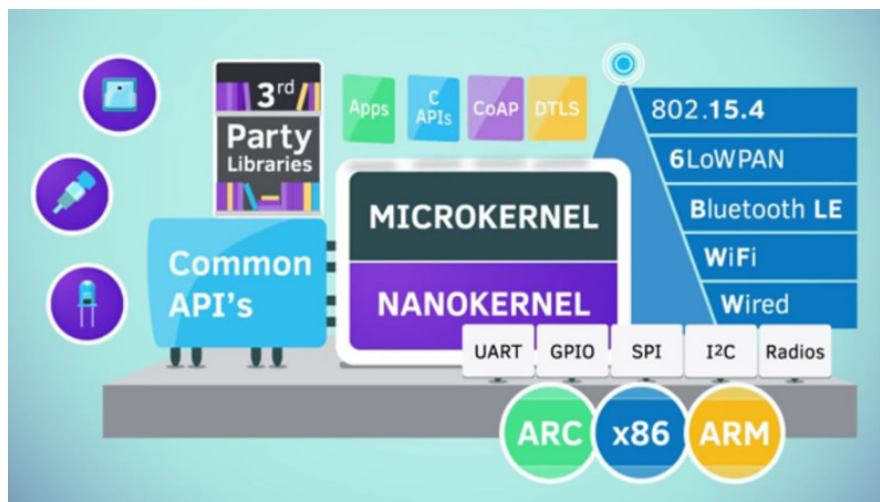 3rd
Party
Libraries
Apps
C
APIs
CoAP
DTLS
802.15.4
6LoWPAN
Bluetooth LE
WiFi
Wired
MICROKERNEL
NANOKERNEL
Common
API's
UART
GPIO
SPI
I²C
Radios
ARC
x86
ARM